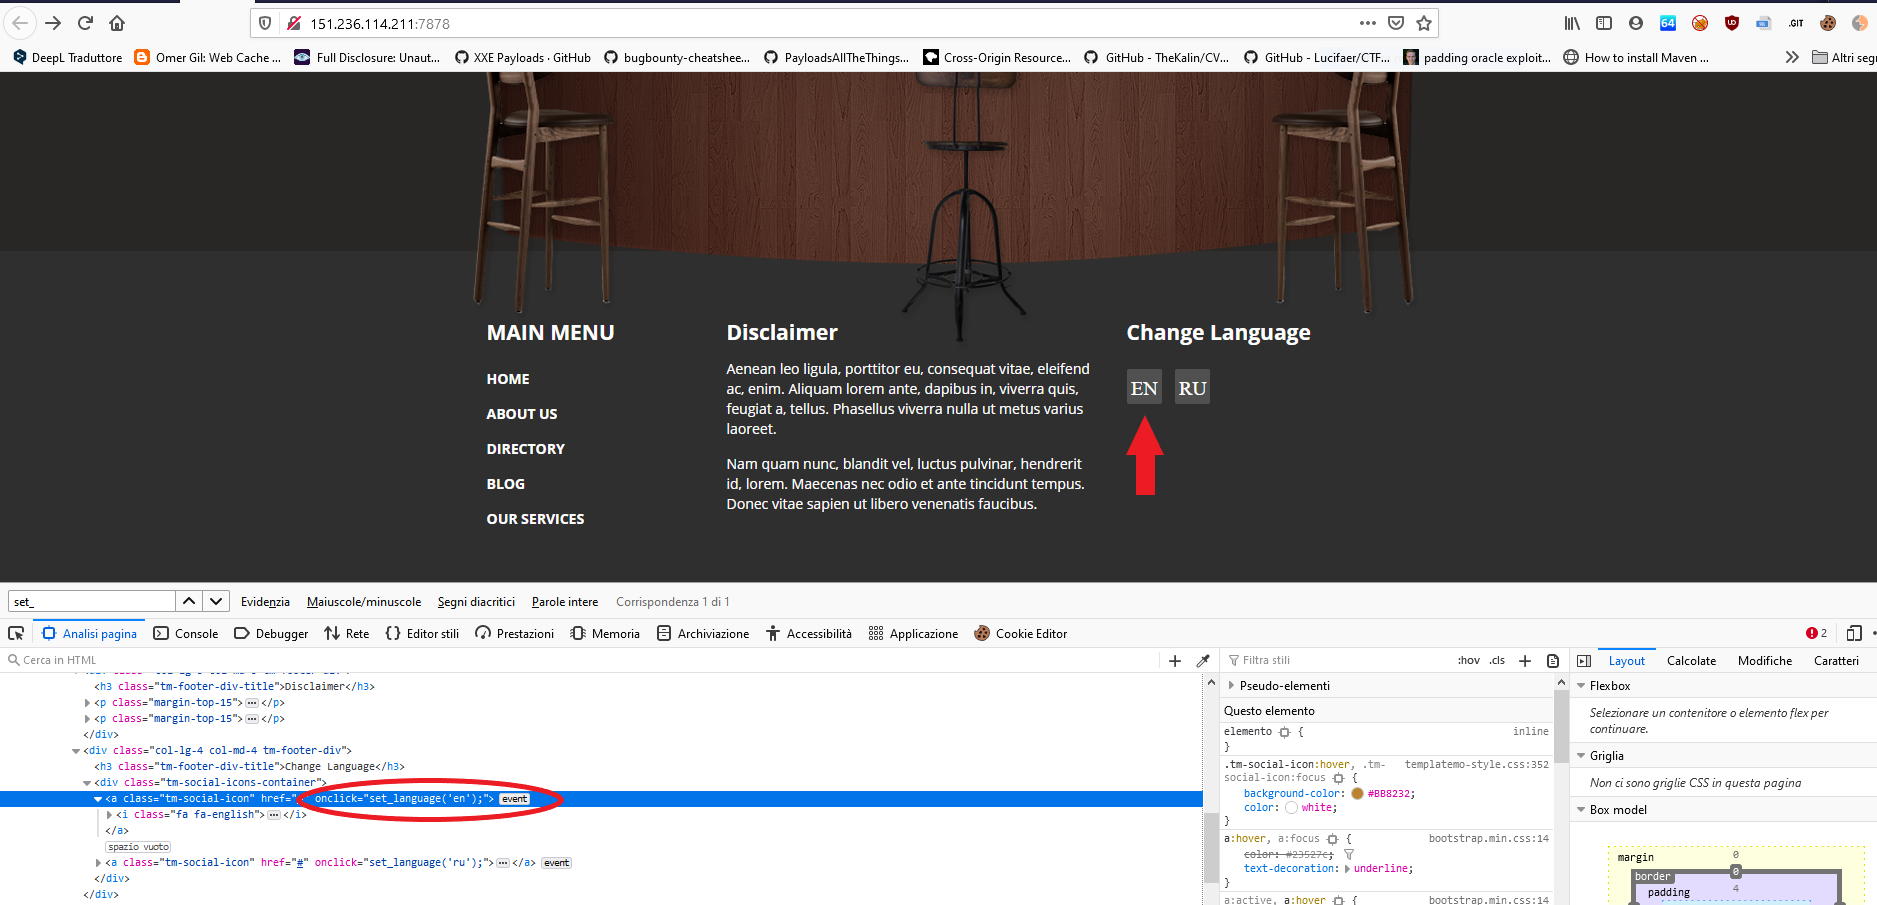 151.236.114.211:7878
64
.GIT
DeepL Traduttore
Omer Gil: Web Cache ...
Full Disclosure: Unaut...
XXE Payloads · GitHub
bugbounty-cheatshee...
PayloadsAllTheThings...
Cross-Origin Resource...
GitHub - TheKalin/CV...
GitHub - Lucifaer/CTF...
padding oracle exploit...
How to install Maven ...
Altri seg
MAIN MENU
HOME
ABOUT US
DIRECTORY
BLOG
OUR SERVICES
Disclaimer
Aenean leo ligula, porttitor eu, consequat vitae, eleifend
ac, enim. Aliquam lorem ante, dapibus in, viverra quis,
feugiat a, tellus. Phasellus viverra nulla ut metus varius
laoreet.
Nam quam nunc, blandit vel, luctus pulvinar, hendrerit
id, lorem. Maecenas nec odio et ante tincidunt tempus.
Donec vitae sapien ut libero venenatis faucibus.
Change Language
EN RU
set_
Evidenzia Maiuscole/minuscole Segni diacritici Parole intere Corrispondenza 1 di 1
Analisi pagina Console Debugger Rete Editor stili Prestazioni Memoria Archiviazione Accessibilità Applicazione Cookie Editor 2
Cerca in HTML
<h3 class="tm-footer-div-title">Disclaimer</h3>
<p class="margin-top-15">…</p>
<p class="margin-top-15">…</p>
</div>
<div class="col-lg-4 col-md-4 tm-footer-div">
<h3 class="tm-footer-div-title">Change Language</h3>
<div class="tm-social-icons-container">
<a class="tm-social-icon" href=" onclick="set_language('en');"> event
<i class="fa fa-english">…</i>
</a>
spazio vuoto
<a class="tm-social-icon" href="#" onclick="set_language('ru');">…</a> event
</div>
</div>
Filtra stili :hov .cls
Pseudo-elementi
Questo elemento
elemento { inline
}
.tm-social-icon:hover, .tm- templatemo-style.css:352
social-icon:focus {
background-color: #BB8232;
color: white;
}
a:hover, a:focus { bootstrap.min.css:14
color: #23527c;
text-decoration: underline;
}
a:active, a:hover { bootstrap.min.css:14
Layout Calcolate Modifiche Caratteri
Flexbox
Selezionare un contenitore o elemento flex per
continuare.
Griglia
Non ci sono griglie CSS in questa pagina
Box model
margin 0
border 0
padding 4